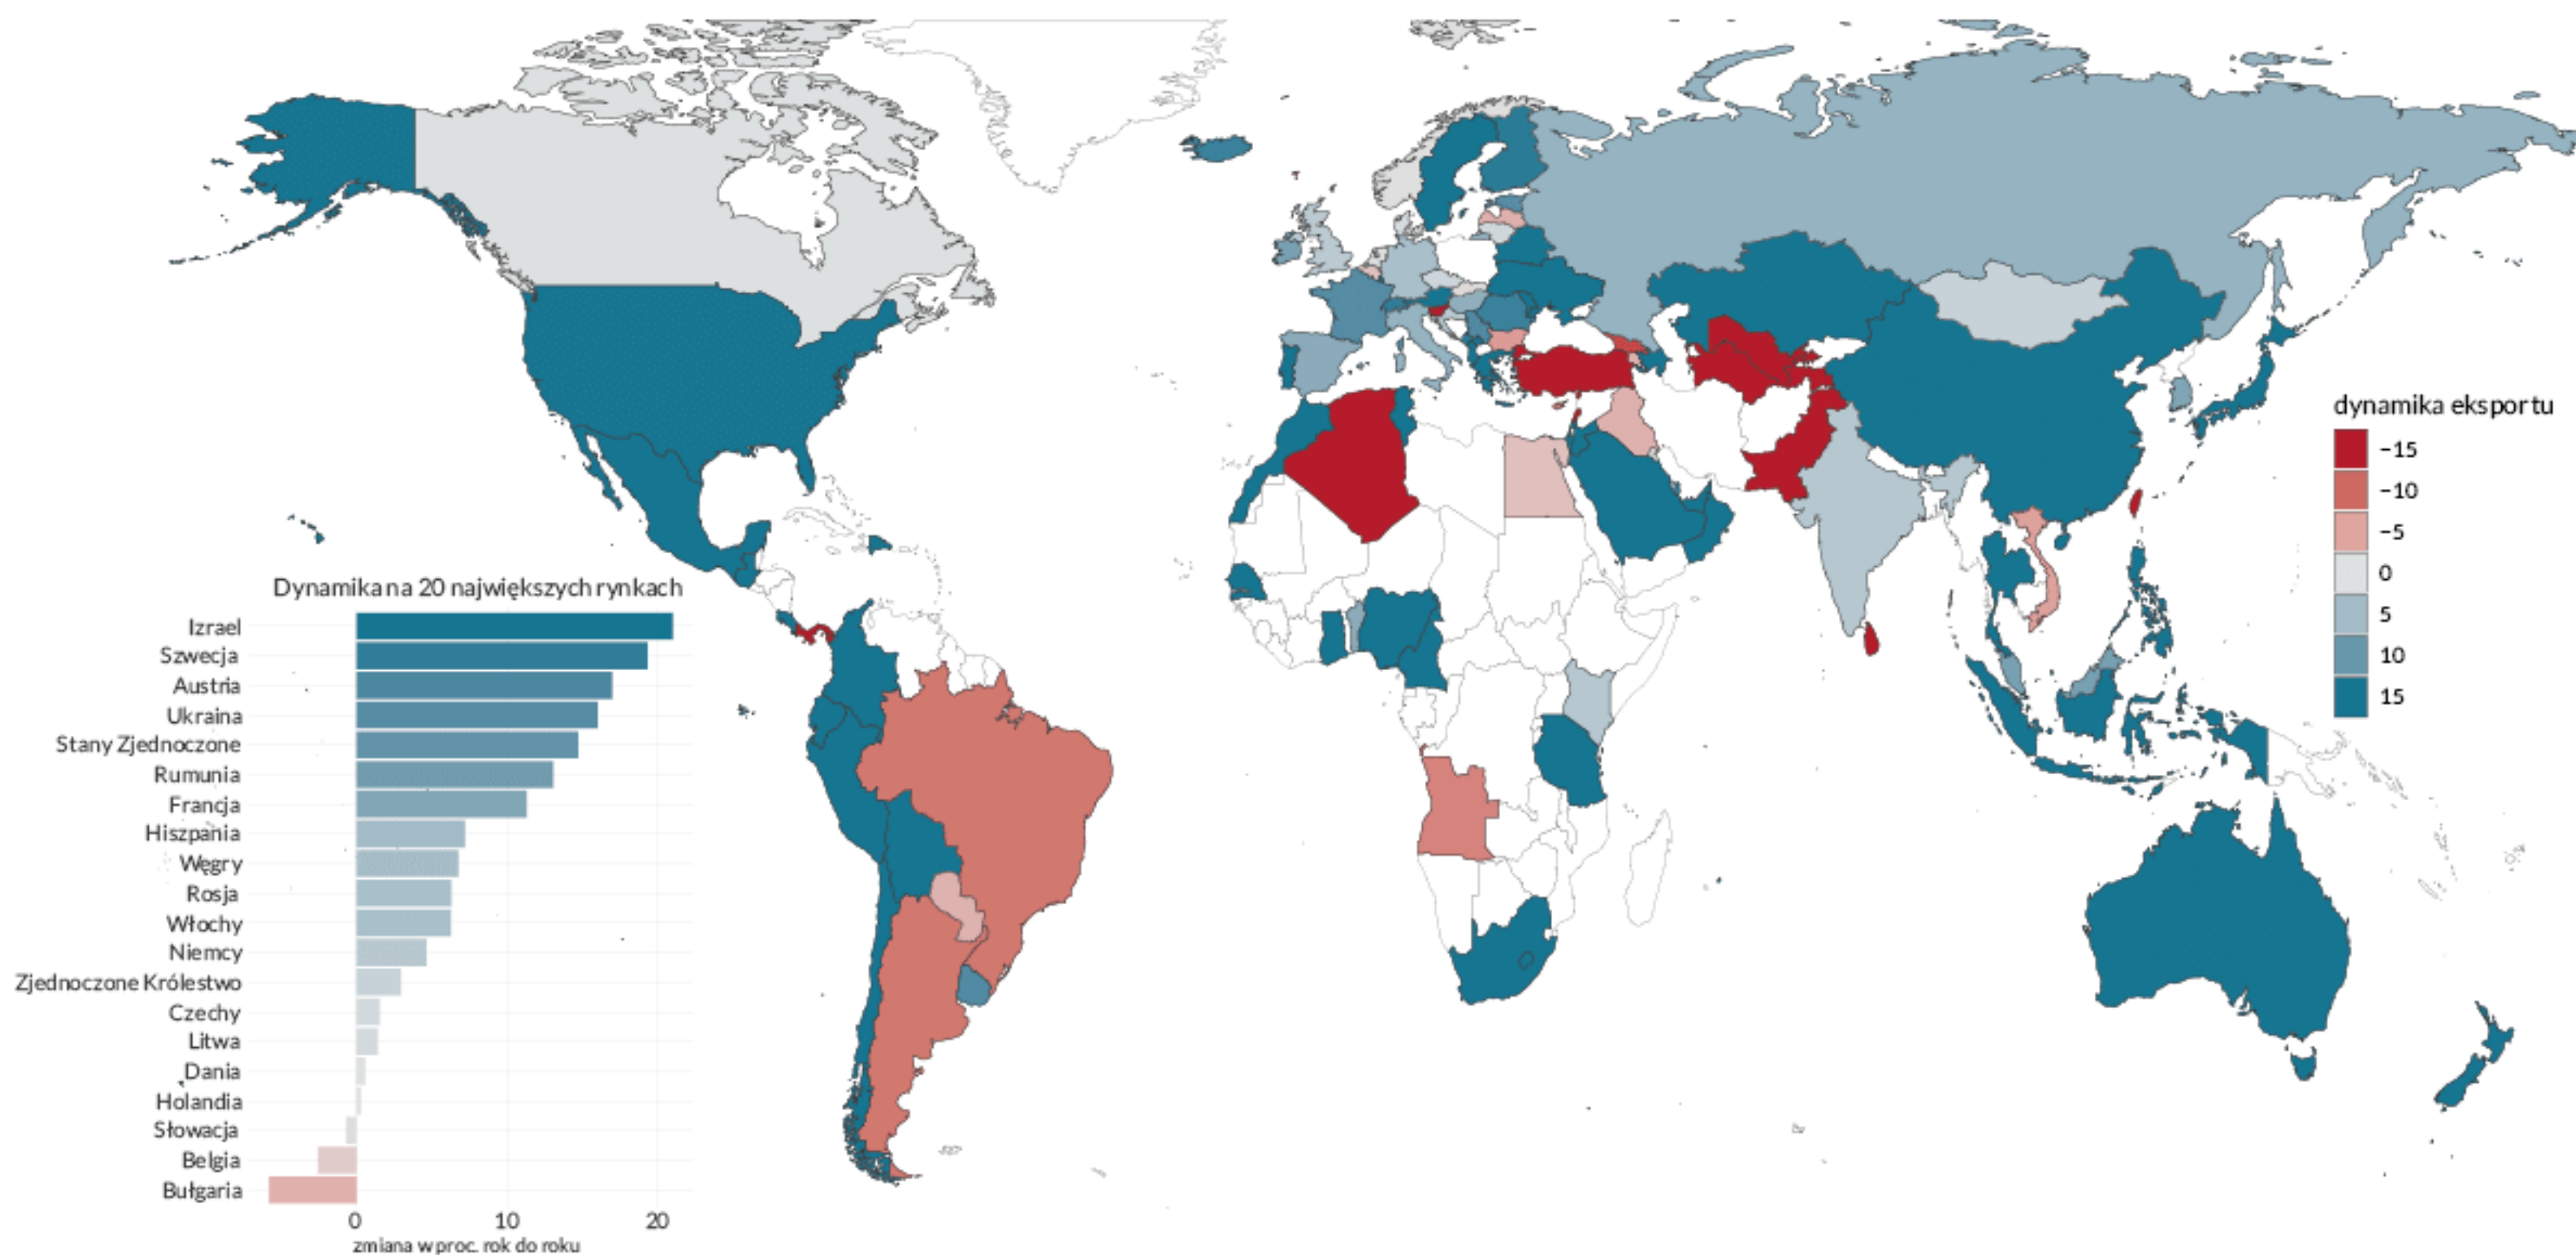 dynamika eksportu
-15
-10
-5
0
5
10
15
Dynamika na 20 największych rynkach
Izrael
Szwecja
Austria
Ukraina
Stany Zjednoczone
Rumunia
Francja
Hiszpania
Węgry
Rosja
Włochy
Niemcy
Zjednoczone Królestwo
Czechy
Litwa
Dania
Holandia
Słowacja
Belgia
Bułgaria
0 10 20
zmiana w proc. rok do roku